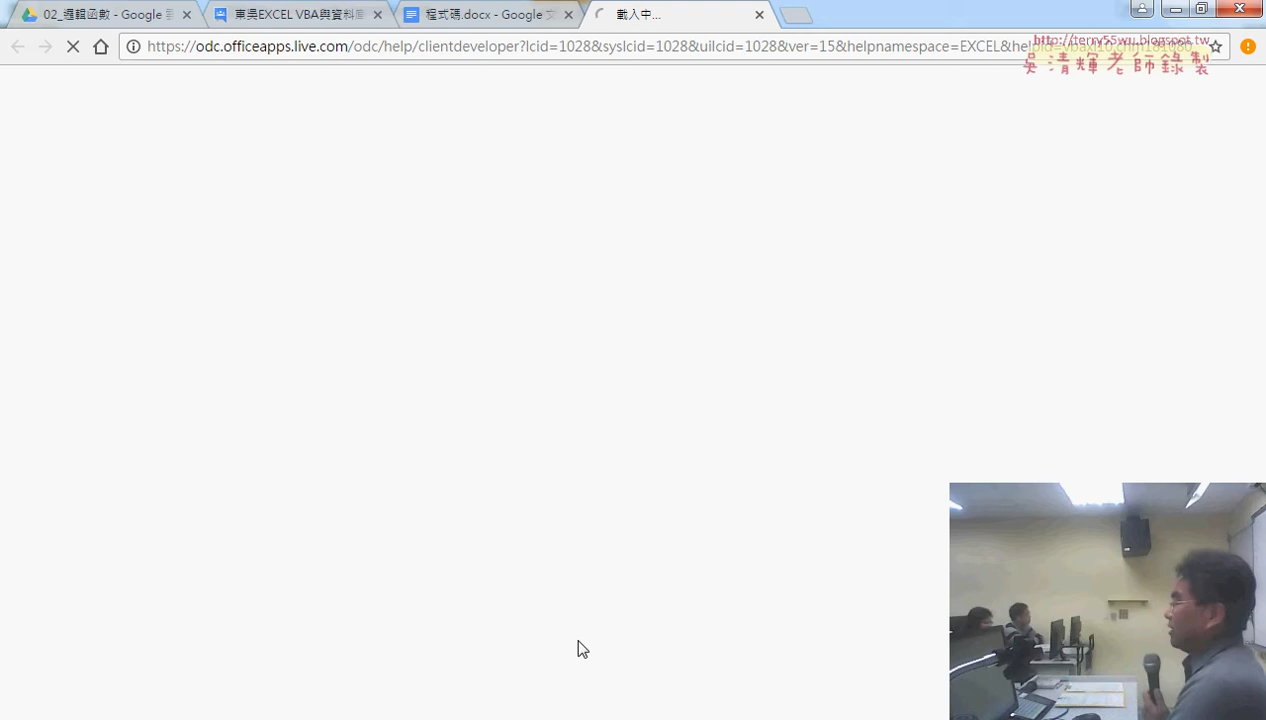 02_邏輯函數 - Google 雲
東吳EXCEL VBA與資料庫
程式碼.docx - Google 文
載入中...
https://odc.officeapps.live.com/odc/help/clientdeveloper?lcid=1028&syslcid=1028&uilcid=1028&ver=15&helpnamespace=EXCEL&he
http://terry55wu.blogspot.tw
吳清輝老師錄製